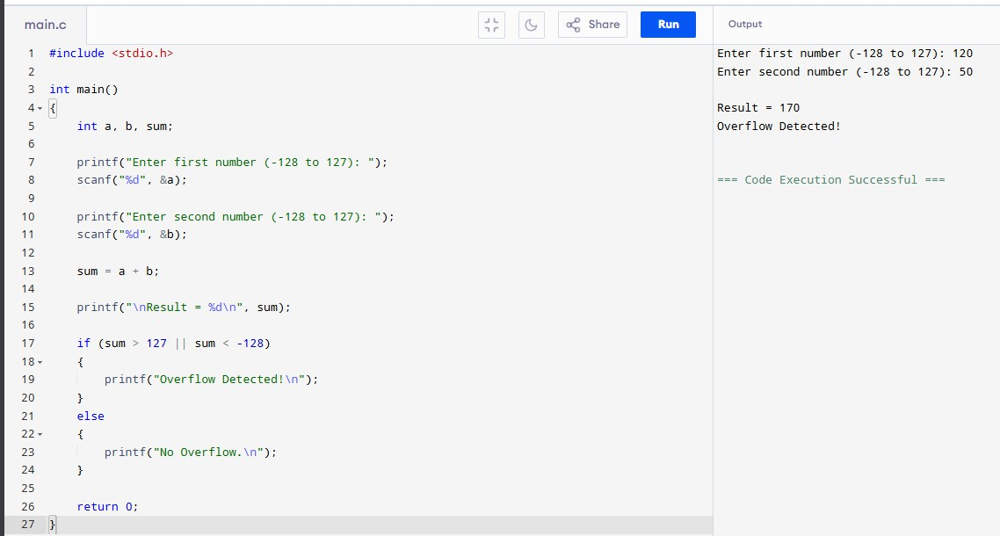 main.c
Share
Run
Output
1 #include <stdio.h>
2
3 int main()
4 {
5     int a, b, sum;
6
7     printf("Enter first number (-128 to 127): ");
8     scanf("%d", &a);
9
10     printf("Enter second number (-128 to 127): ");
11     scanf("%d", &b);
12
13     sum = a + b;
14
15     printf("\nResult = %d\n", sum);
16
17     if (sum > 127 || sum < -128)
18     {
19         printf("Overflow Detected!\n");
20     }
21     else
22     {
23         printf("No Overflow.\n");
24     }
25
26     return 0;
27 }
Enter first number (-128 to 127): 120
Enter second number (-128 to 127): 50
Result = 170
Overflow Detected!
=== Code Execution Successful ===